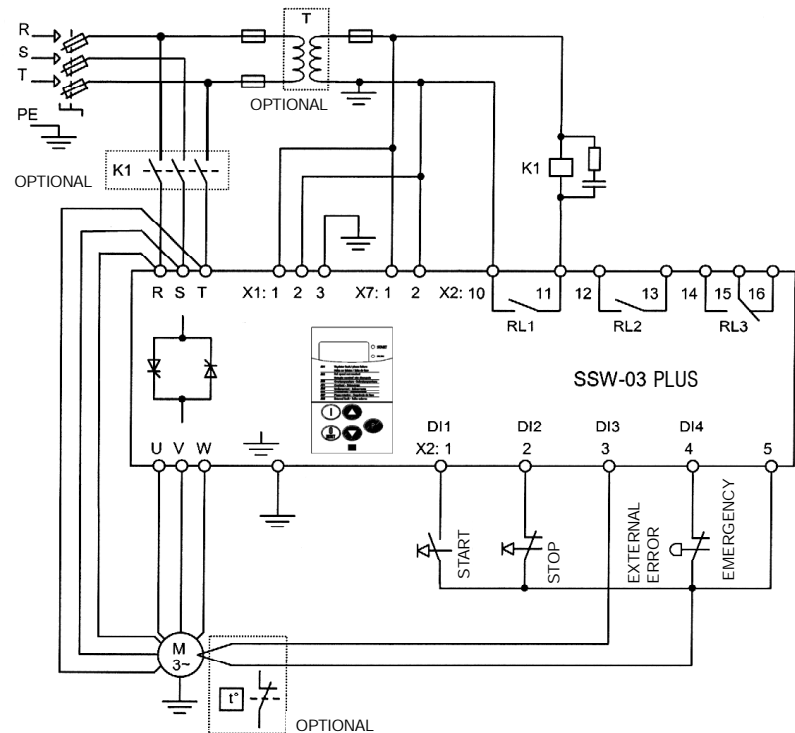 T
R
S
T
PE
OPTIONAL
OPTIONAL
K1
K1
R S T X1: 1 2 3 X7: 1 2 X2: 10 11 12 13 14 15 16
RL1 RL2 RL3
SSW-03 PLUS
I
DI1 DI2 DI3 DI4
U V W X2: 1 2 3 4 5
START
STOP
EXTERNAL
ERROR
EMERGENCY
M
3~
t°
OPTIONAL